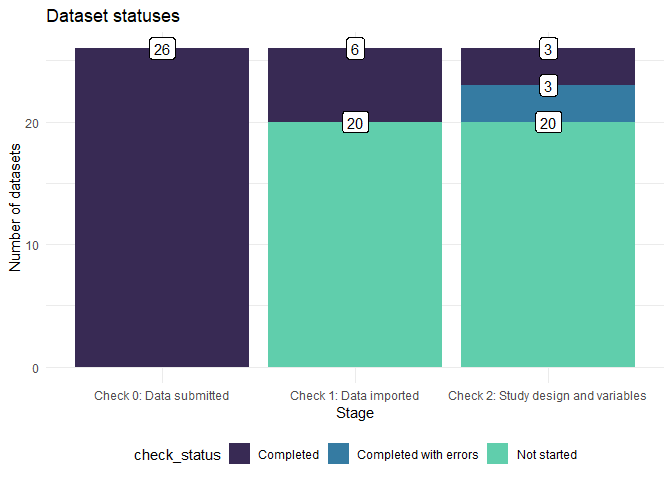 Dataset statuses
26
6
3
3
20
20
20
10
0
Number of datasets
Check 0: Data submitted
Check 1: Data imported
Check 2: Study design and variables
Stage
check_status
Completed
Completed with errors
Not started